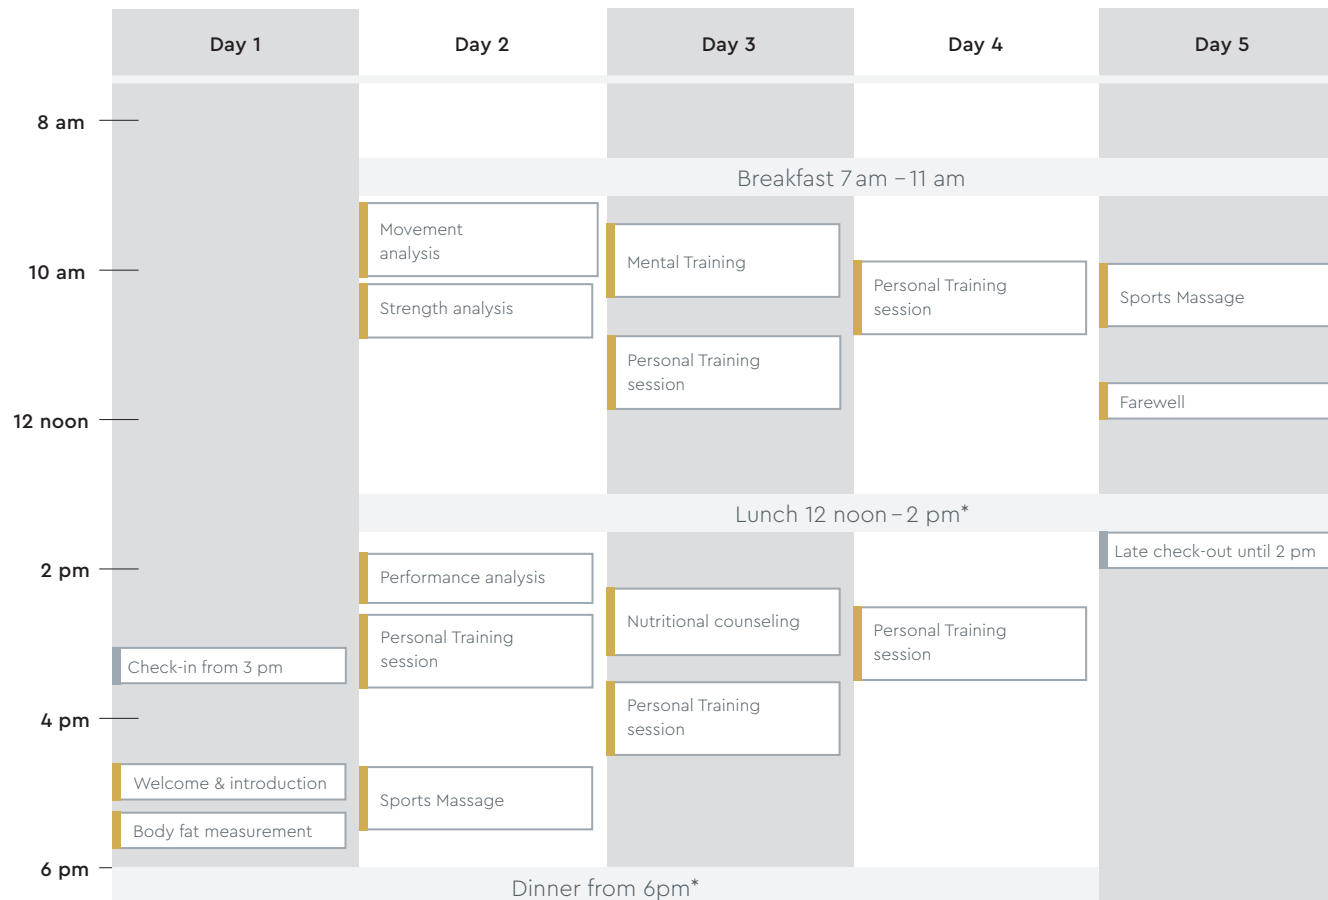 Day 1
Day 2
Day 3
Day 4
Day 5
8 am
Breakfast 7 am – 11 am
Movement
analysis
Mental Training
10 am
Personal Training
session
Sports Massage
Strength analysis
Personal Training
session
Farewell
12 noon
Lunch 12 noon – 2 pm*
Late check-out until 2 pm
2 pm
Performance analysis
Nutritional counseling
Personal Training
session
Personal Training
session
Check-in from 3 pm
Personal Training
session
4 pm
Welcome & introduction
Sports Massage
Body fat measurement
6 pm
Dinner from 6pm*